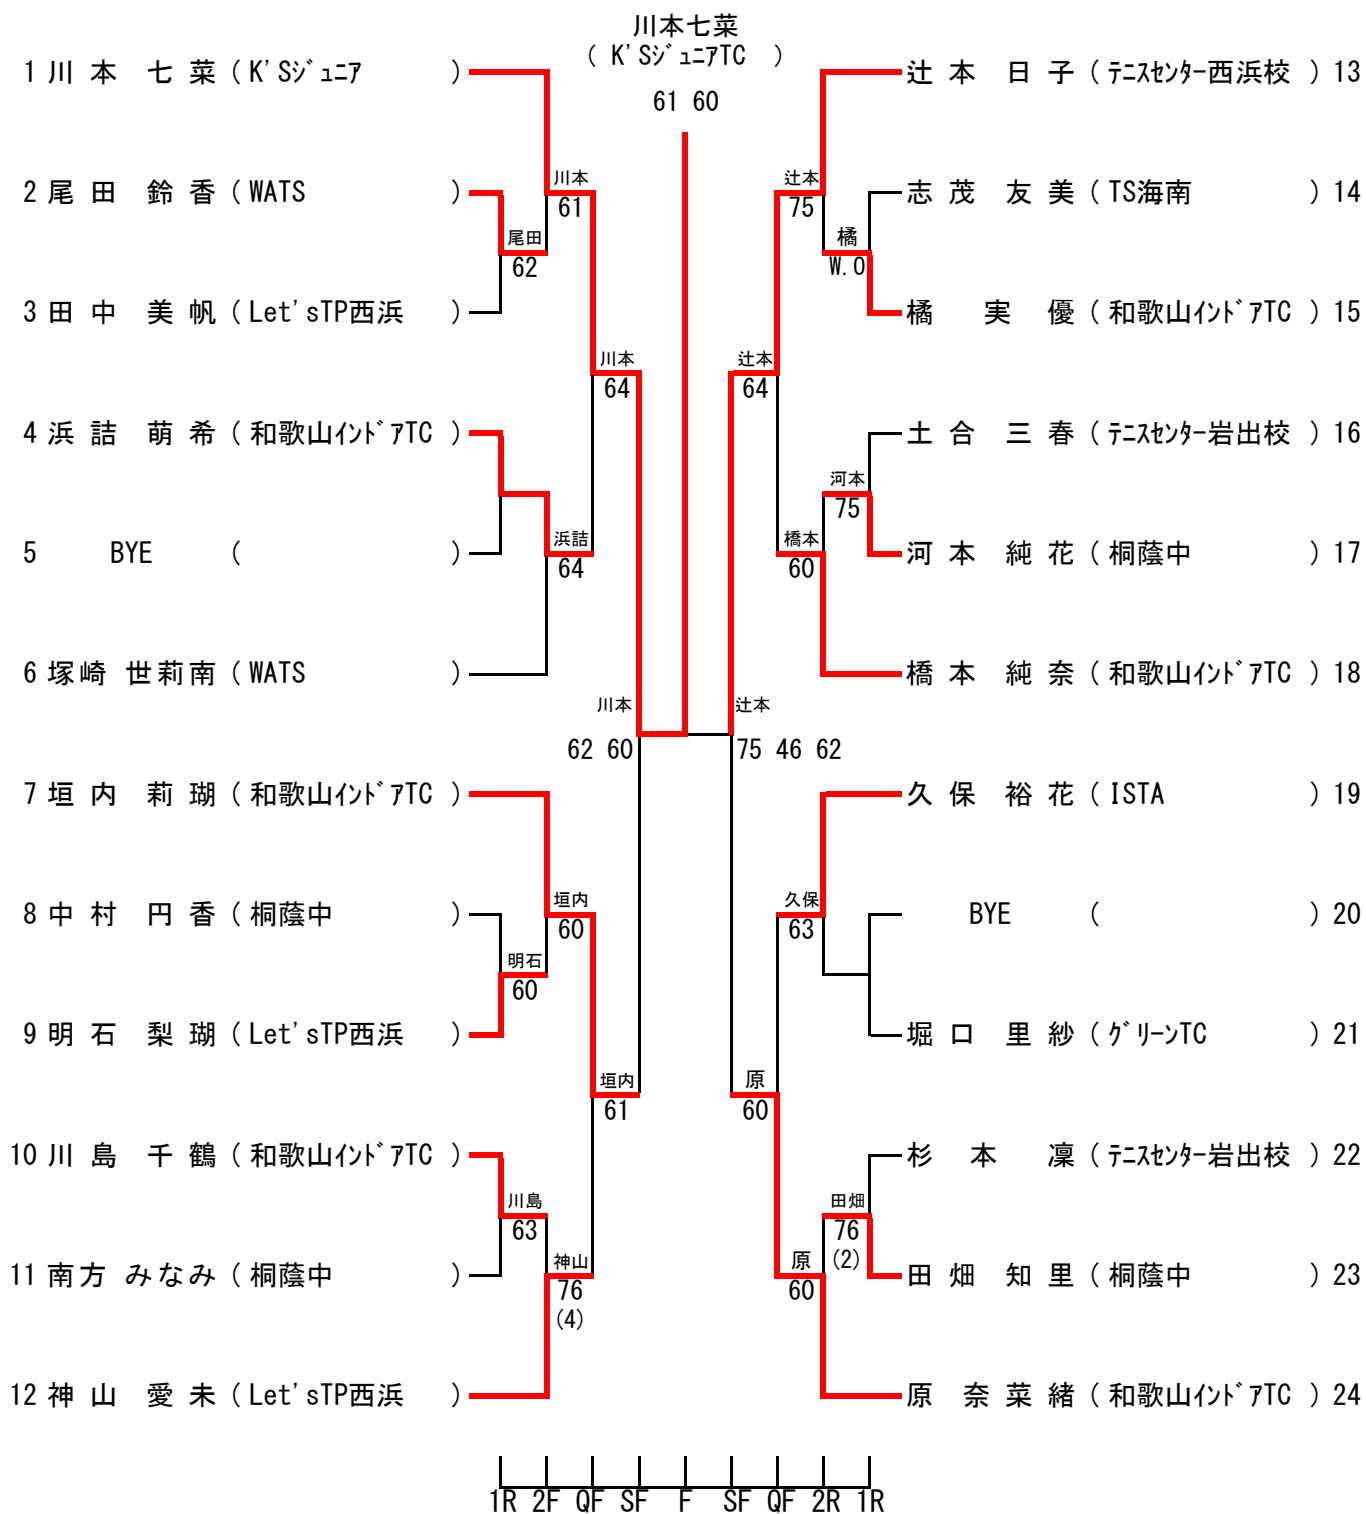 川本七菜
( K'SジュニアTC )
61 60
1 川本 七菜 ( K'Sジュニア )
辻本 日子 ( テニスセンター西浜校 ) 13
川本
61
辻本
75
2 尾田 鈴香 ( WATS )
志茂 友美 ( TS海南 ) 14
尾田
62
橘
W.O
3 田中 美帆 ( Let'sTP西浜 )
橘 実優 ( 和歌山インドアTC ) 15
川本
64
辻本
64
4 浜詰 萌希 ( 和歌山インドアTC )
土合 三春 ( テニスセンター岩出校 ) 16
河本
75
5 BYE ( )
浜詰
64
橋本
60
河本 純花 ( 桐蔭中 ) 17
6 塚崎 世莉南 ( WATS )
橋本 純奈 ( 和歌山インドアTC ) 18
川本
62 60
辻本
75 46 62
7 垣内 莉瑚 ( 和歌山インドアTC )
久保 裕花 ( ISTA ) 19
垣内
60
久保
63
8 中村 円香 ( 桐蔭中 )
BYE ( ) 20
明石
60
9 明石 梨瑚 ( Let'sTP西浜 )
堀口 里紗 ( グリーンTC ) 21
垣内
61
原
60
10 川島 千鶴 ( 和歌山インドアTC )
杉本 凜 ( テニスセンター岩出校 ) 22
川島
63
田畑
76
(2)
11 南方 みなみ ( 桐蔭中 )
神山
76
(4)
原
60
田畑 知里 ( 桐蔭中 ) 23
12 神山 愛未 ( Let'sTP西浜 )
原 奈菜緒 ( 和歌山インドアTC ) 24
1R 2F QF SF F SF QF 2R 1R